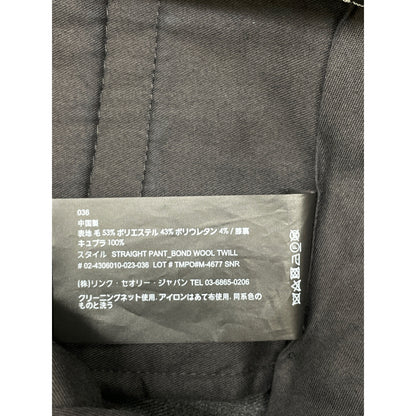 036
中国製
表地 毛 53% ポリエステル 43% ポリウレタン 4% / 膝裏
キュプラ 100%
スタイル STRAIGHT PANT_BOND WOOL TWILL
# 02-4306010-023-036 LOT # TMPO#M-4677 SNR
(株)リンク・セオリー・ジャパン TEL 03-6865-0206
クリーニングネット使用. アイロンはあて布使用. 同系色の
ものと洗う